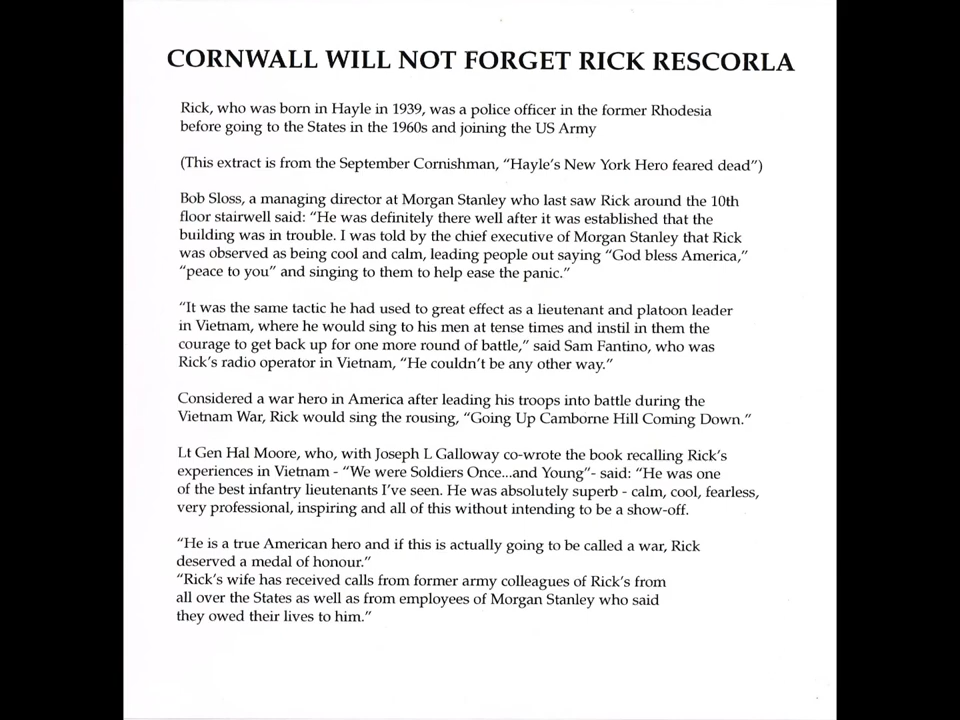 CORNWALL WILL NOT FORGET RICK RESCORLA
Rick, who was born in Hayle in 1939, was a police officer in the former Rhodesia
before going to the States in the 1960s and joining the US Army
(This extract is from the September Cornishman, “Hayle’s New York Hero feared dead”)
Bob Sloss, a managing director at Morgan Stanley who last saw Rick around the 10th
floor stairwell said: “He was definitely there well after it was established that the
building was in trouble. I was told by the chief executive of Morgan Stanley that Rick
was observed as being cool and calm, leading people out saying “God bless America,”
“peace to you” and singing to them to help ease the panic.”
“It was the same tactic he had used to great effect as a lieutenant and platoon leader
in Vietnam, where he would sing to his men at tense times and instil in them the
courage to get back up for one more round of battle,” said Sam Fantino, who was
Rick’s radio operator in Vietnam, “He couldn’t be any other way.”
Considered a war hero in America after leading his troops into battle during the
Vietnam War, Rick would sing the rousing, “Going Up Camborne Hill Coming Down.”
Lt Gen Hal Moore, who, with Joseph L Galloway co-wrote the book recalling Rick’s
experiences in Vietnam - “We were Soldiers Once...and Young”- said: “He was one
of the best infantry lieutenants I’ve seen. He was absolutely superb - calm, cool, fearless,
very professional, inspiring and all of this without intending to be a show-off.
“He is a true American hero and if this is actually going to be called a war, Rick
deserved a medal of honour.”
“Rick’s wife has received calls from former army colleagues of Rick’s from
all over the States as well as from employees of Morgan Stanley who said
they owed their lives to him.”